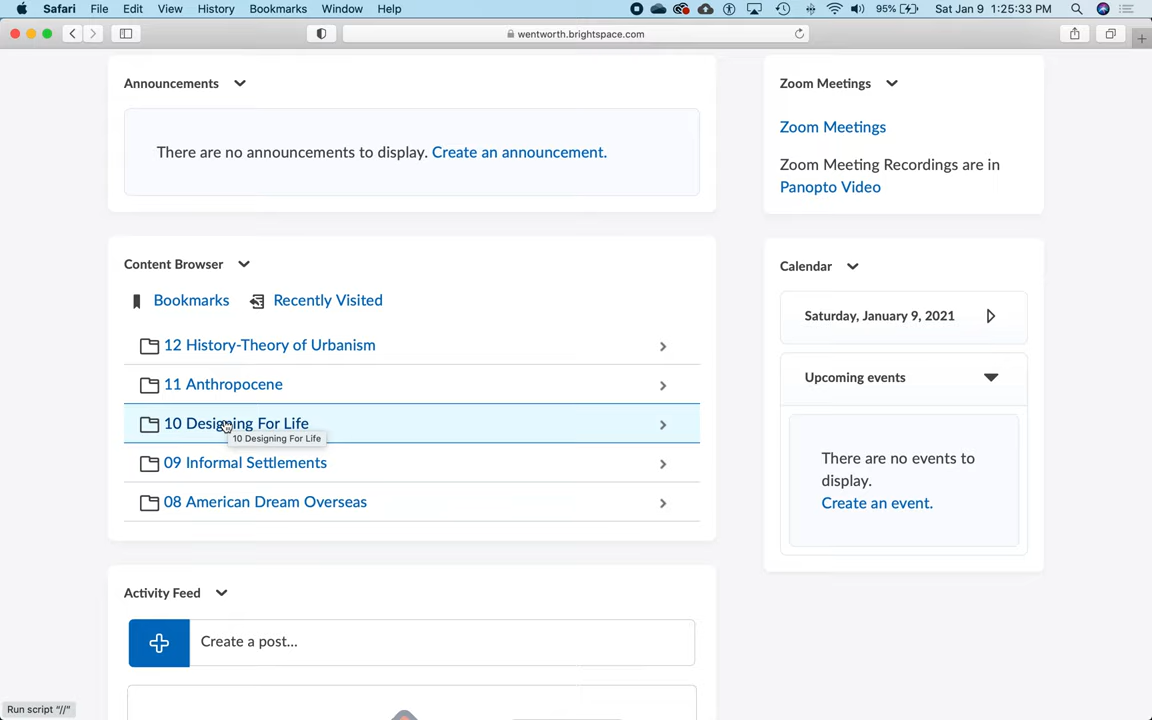 Safari File Edit View History Bookmarks Window Help 95% Sat Jan 9 1:25:33 PM
wentworth.brightspace.com
Announcements
There are no announcements to display. Create an announcement.
Zoom Meetings
Zoom Meetings
Zoom Meeting Recordings are in
Panopto Video
Content Browser
Bookmarks Recently Visited
12 History-Theory of Urbanism
11 Anthropocene
10 Designing For Life
10 Designing For Life
09 Informal Settlements
08 American Dream Overseas
Calendar
Saturday, January 9, 2021
Upcoming events
There are no events to
display.
Create an event.
Activity Feed
Create a post...
Run script "//"